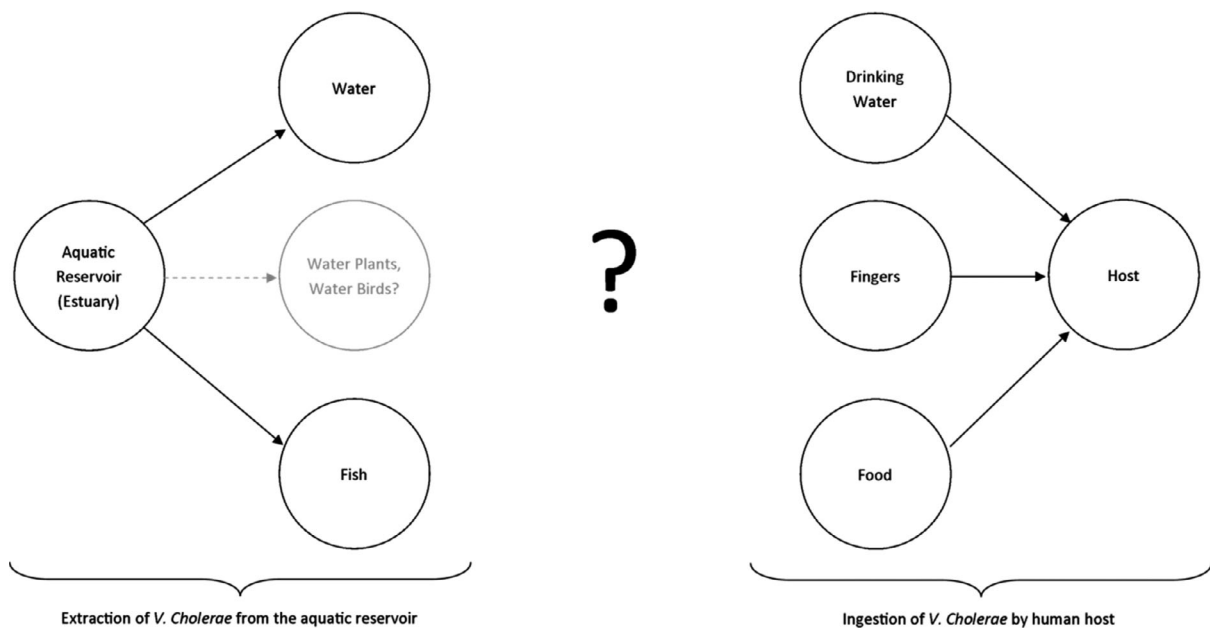 Water
Aquatic
Reservoir
(Estuary)
Water Plants,
Water Birds?
Fish
Extraction of V. Cholerae from the aquatic reservoir
?
Drinking
Water
Fingers
Host
Food
Ingestion of V. Cholerae by human host